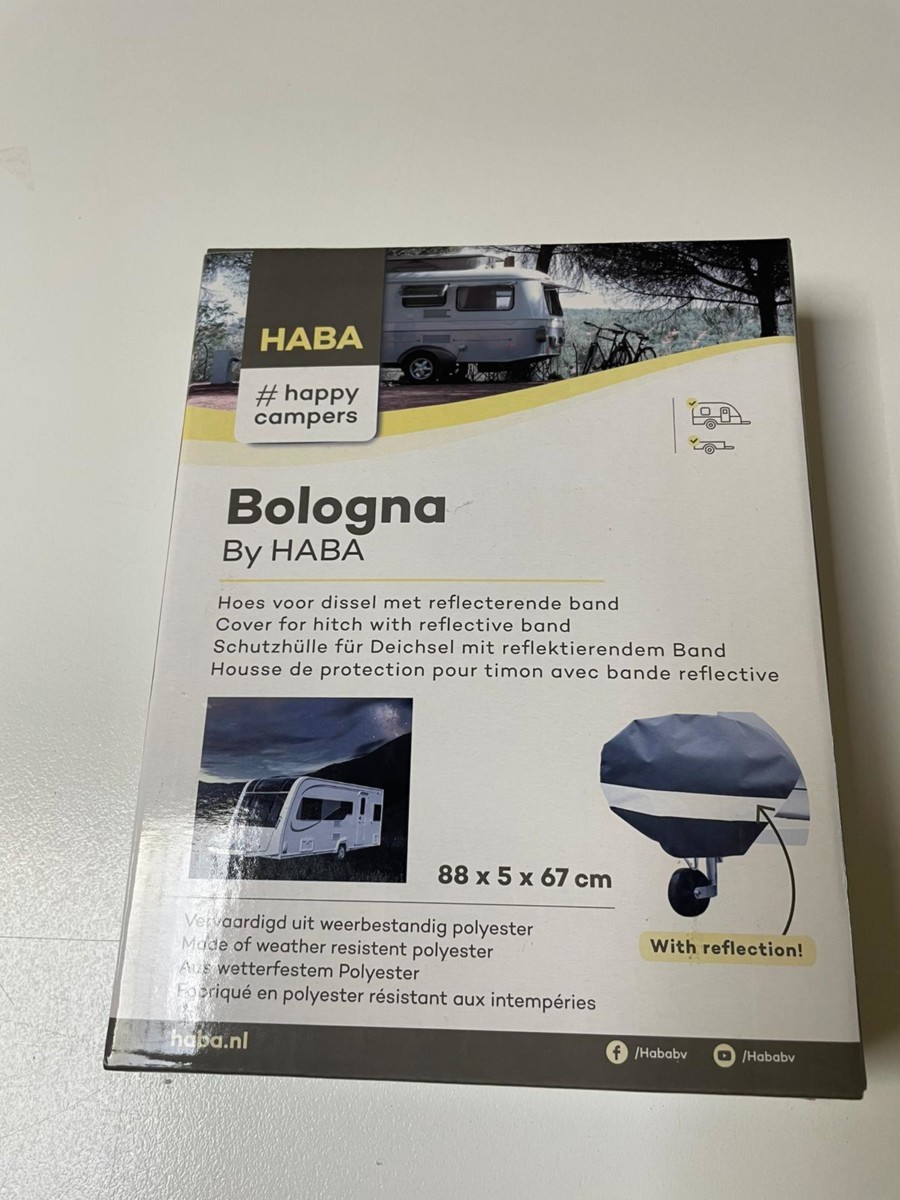 HABA
# happy
campers
Bologna
By HABA
Hoes voor dissel met reflecterende band
Cover for hitch with reflective band
Schutzhülle für Deichsel mit reflektierendem Band
Housse de protection pour timon avec bande reflective
88 x 5 x 67 cm
With reflection!
Vervaardigd uit weerbestandig polyester
Made of weather resistent polyester
Aus wetterfestem Polyester
Fabriqué en polyester résistant aux intempéries
haba.nl
/Hababv
/Hababv